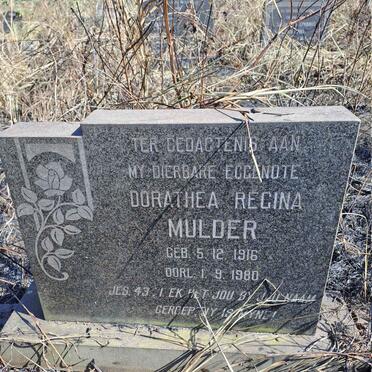 TER GEDAGTENIS AAN
MY DIERBARE EGGENOTE
DORATHEA REGINA
MULDER
GEB. 5. 12. 1916
OORL. 1. 9. 1980
JES. 43:1 EK HET JOU BY JOU NAAM
GEROEP, JY IS MYNE!